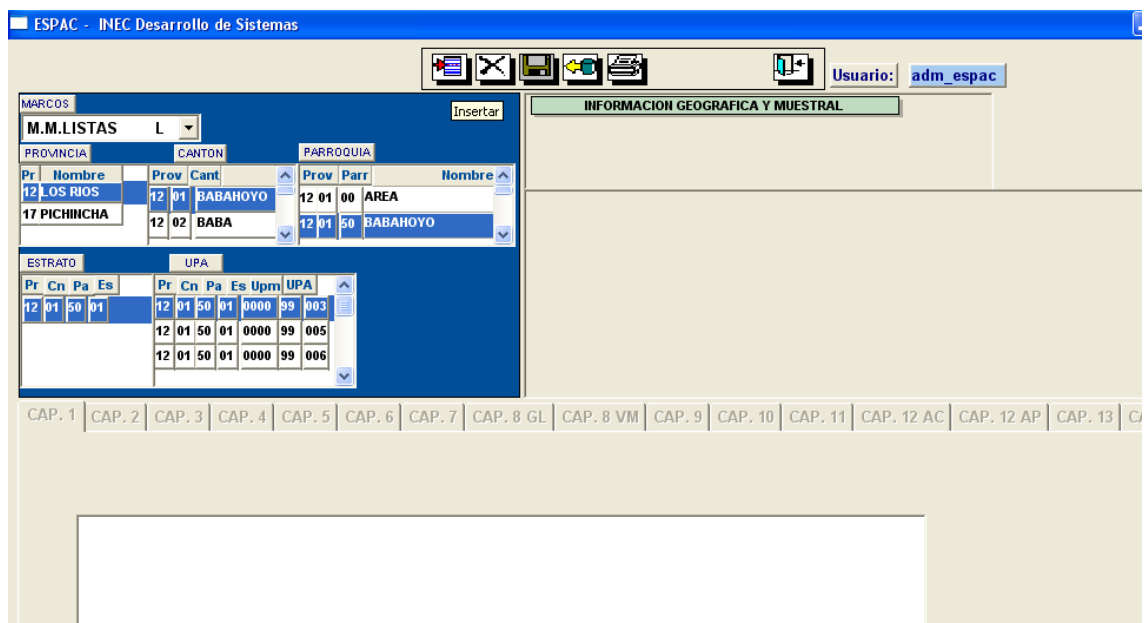 ESPAC - INEC Desarrollo de Sistemas
Usuario: adm_espac
MARCOS
Insertar
INFORMACION GEOGRAFICA Y MUESTRAL
M.M.LISTAS L
PROVINCIA CANTON PARROQUIA
Pr Nombre Prov Cant Prov Parr Nombre
12 LOS RIOS 12 01 BABAHOYO 12 01 00 AREA
17 PICHINCHA 12 02 BABA 12 01 50 BABAHOYO
ESTRATO UPA
Pr Cn Pa Es Pr Cn Pa Es Upm UPA
12 01 50 01 12 01 50 01 0000 99 003
12 01 50 01 0000 99 005
12 01 50 01 0000 99 006
CAP. 1 CAP. 2 CAP. 3 CAP. 4 CAP. 5 CAP. 6 CAP. 7 CAP. 8 GL CAP. 8 VM CAP. 9 CAP. 10 CAP. 11 CAP. 12 AC CAP. 12 AP CAP. 13